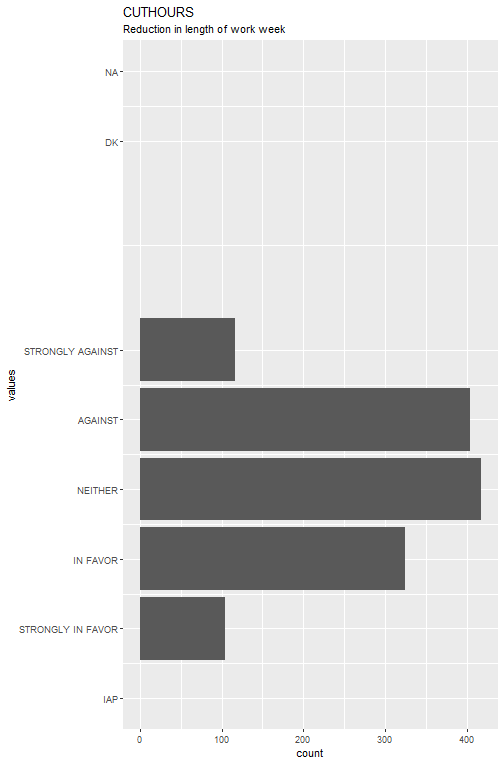 CUTHOURS
Reduction in length of work week
NA
DK
STRONGLY AGAINST
AGAINST
NEITHER
IN FAVOR
STRONGLY IN FAVOR
IAP
values
0 100 200 300 400
count